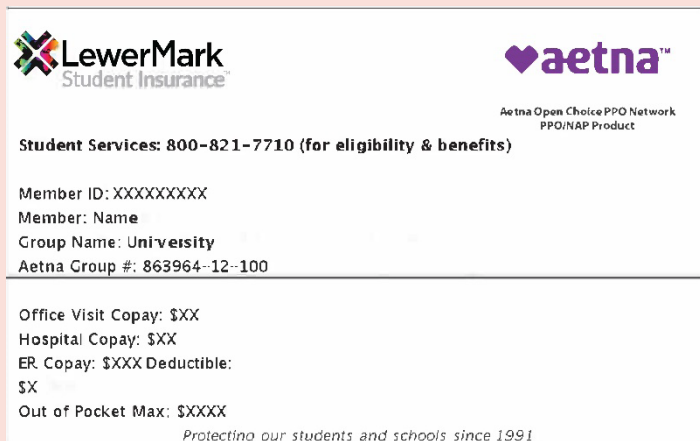 LewerMark
Student Insurance™
aetna™
Aetna Open Choice PPO Network
PPO/NAP Product
Student Services: 800-821-7710 (for eligibility & benefits)
Member ID: XXXXXXXXX
Member: Name
Group Name: University
Aetna Group #: 863964-12-100
Office Visit Copay: $XX
Hospital Copay: $XX
ER Copay: $XXX Deductible:
$X
Out of Pocket Max: $XXXX
Protecting our students and schools since 1991